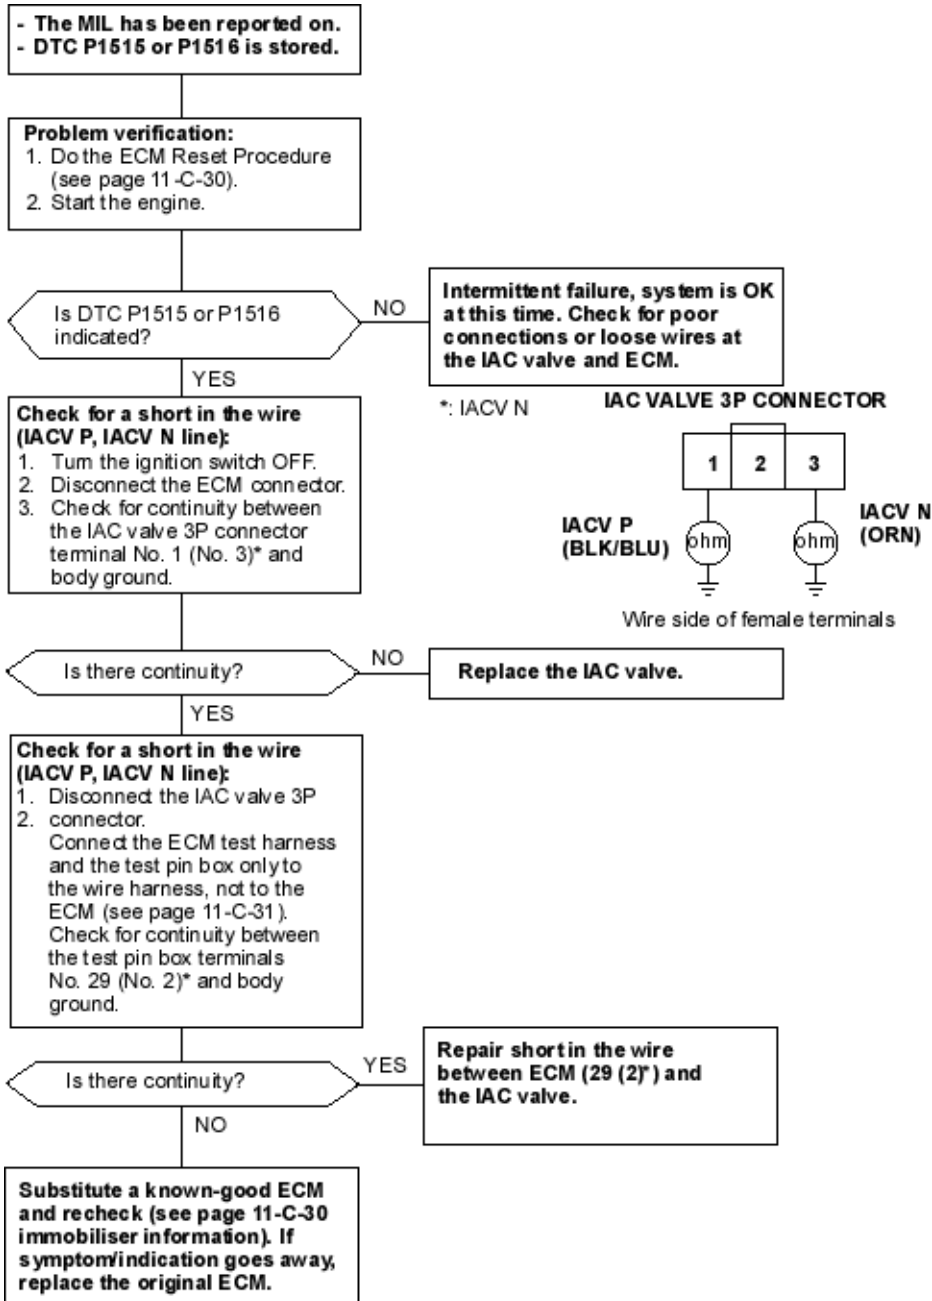 - The MIL has been reported on.
- DTC P1515 or P1516 is stored.
Problem verification:
1. Do the ECM Reset Procedure
(see page 11-C-30).
2. Start the engine.
Is DTC P1515 or P1516
indicated?
NO
Intermittent failure, system is OK
at this time. Check for poor
connections or loose wires at
the IAC valve and ECM.
YES
*: IACV N
IAC VALVE 3P CONNECTOR
1 2 3
IACV P
(BLK/BLU)
ohm
ohm
IACV N
(ORN)
Wire side of female terminals
Check for a short in the wire
(IACV P, IACV N line):
1. Turn the ignition switch OFF.
2. Disconnect the ECM connector.
3. Check for continuity between
the IAC valve 3P connector
terminal No. 1 (No. 3)* and
body ground.
Is there continuity?
NO
Replace the IAC valve.
YES
Check for a short in the wire
(IACV P, IACV N line):
1. Disconnect the IAC valve 3P
2. connector.
Connect the ECM test harness
and the test pin box only to
the wire harness, not to the
ECM (see page 11-C-31).
Check for continuity between
the test pin box terminals
No. 29 (No. 2)* and body
ground.
Is there continuity?
YES
Repair short in the wire
between ECM (29 (2)*) and
the IAC valve.
NO
Substitute a known-good ECM
and recheck (see page 11-C-30
immobiliser information). If
symptom/indication goes away,
replace the original ECM.